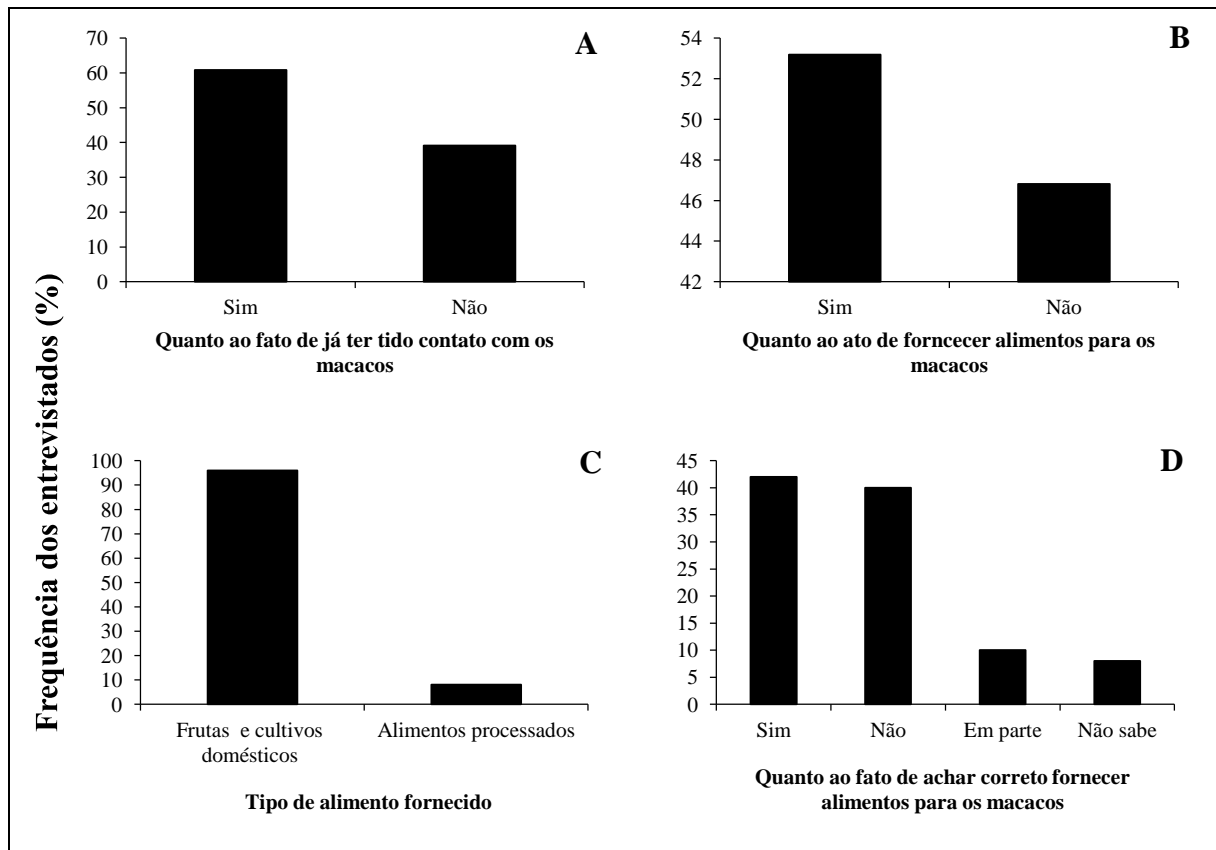 Frequência dos entrevistados (%)
A
70
60
50
40
30
20
10
0
Sim
Não
Quanto ao fato de já ter tido contato com os
macacos
B
54
52
50
48
46
44
42
Sim
Não
Quanto ao ato de forncecer alimentos para os
macacos
C
100
90
80
70
60
50
40
30
20
10
0
Frutas e cultivos
domésticos
Alimentos processados
Tipo de alimento fornecido
D
45
40
35
30
25
20
15
10
5
0
Sim
Não
Em parte
Não sabe
Quanto ao fato de achar correto fornecer
alimentos para os macacos